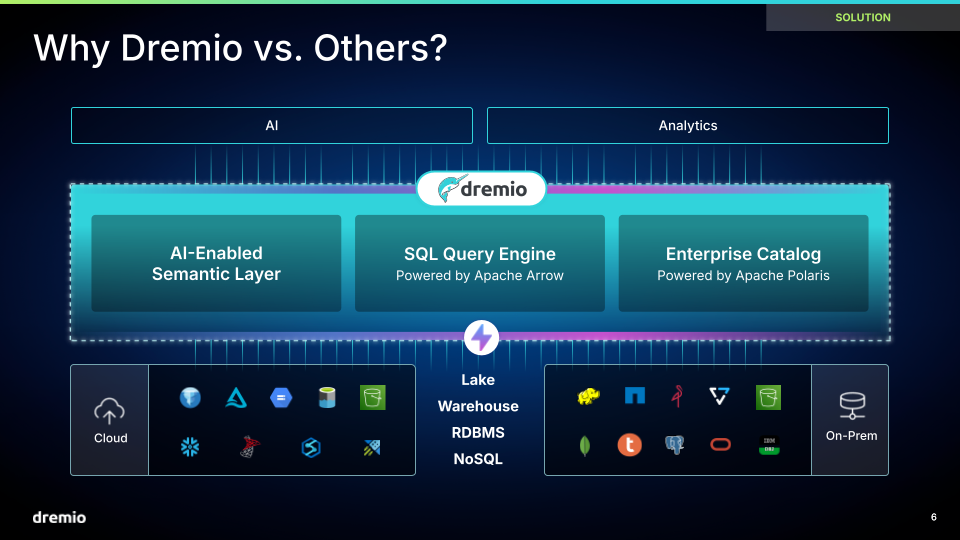 SOLUTION
Why Dremio vs. Others?
AI
Analytics
dremio
AI-Enabled
Semantic Layer
SQL Query Engine
Powered by Apache Arrow
Enterprise Catalog
Powered by Apache Polaris
Cloud
Lake
Warehouse
RDBMS
NoSQL
On-Prem
IBM
dremio
6